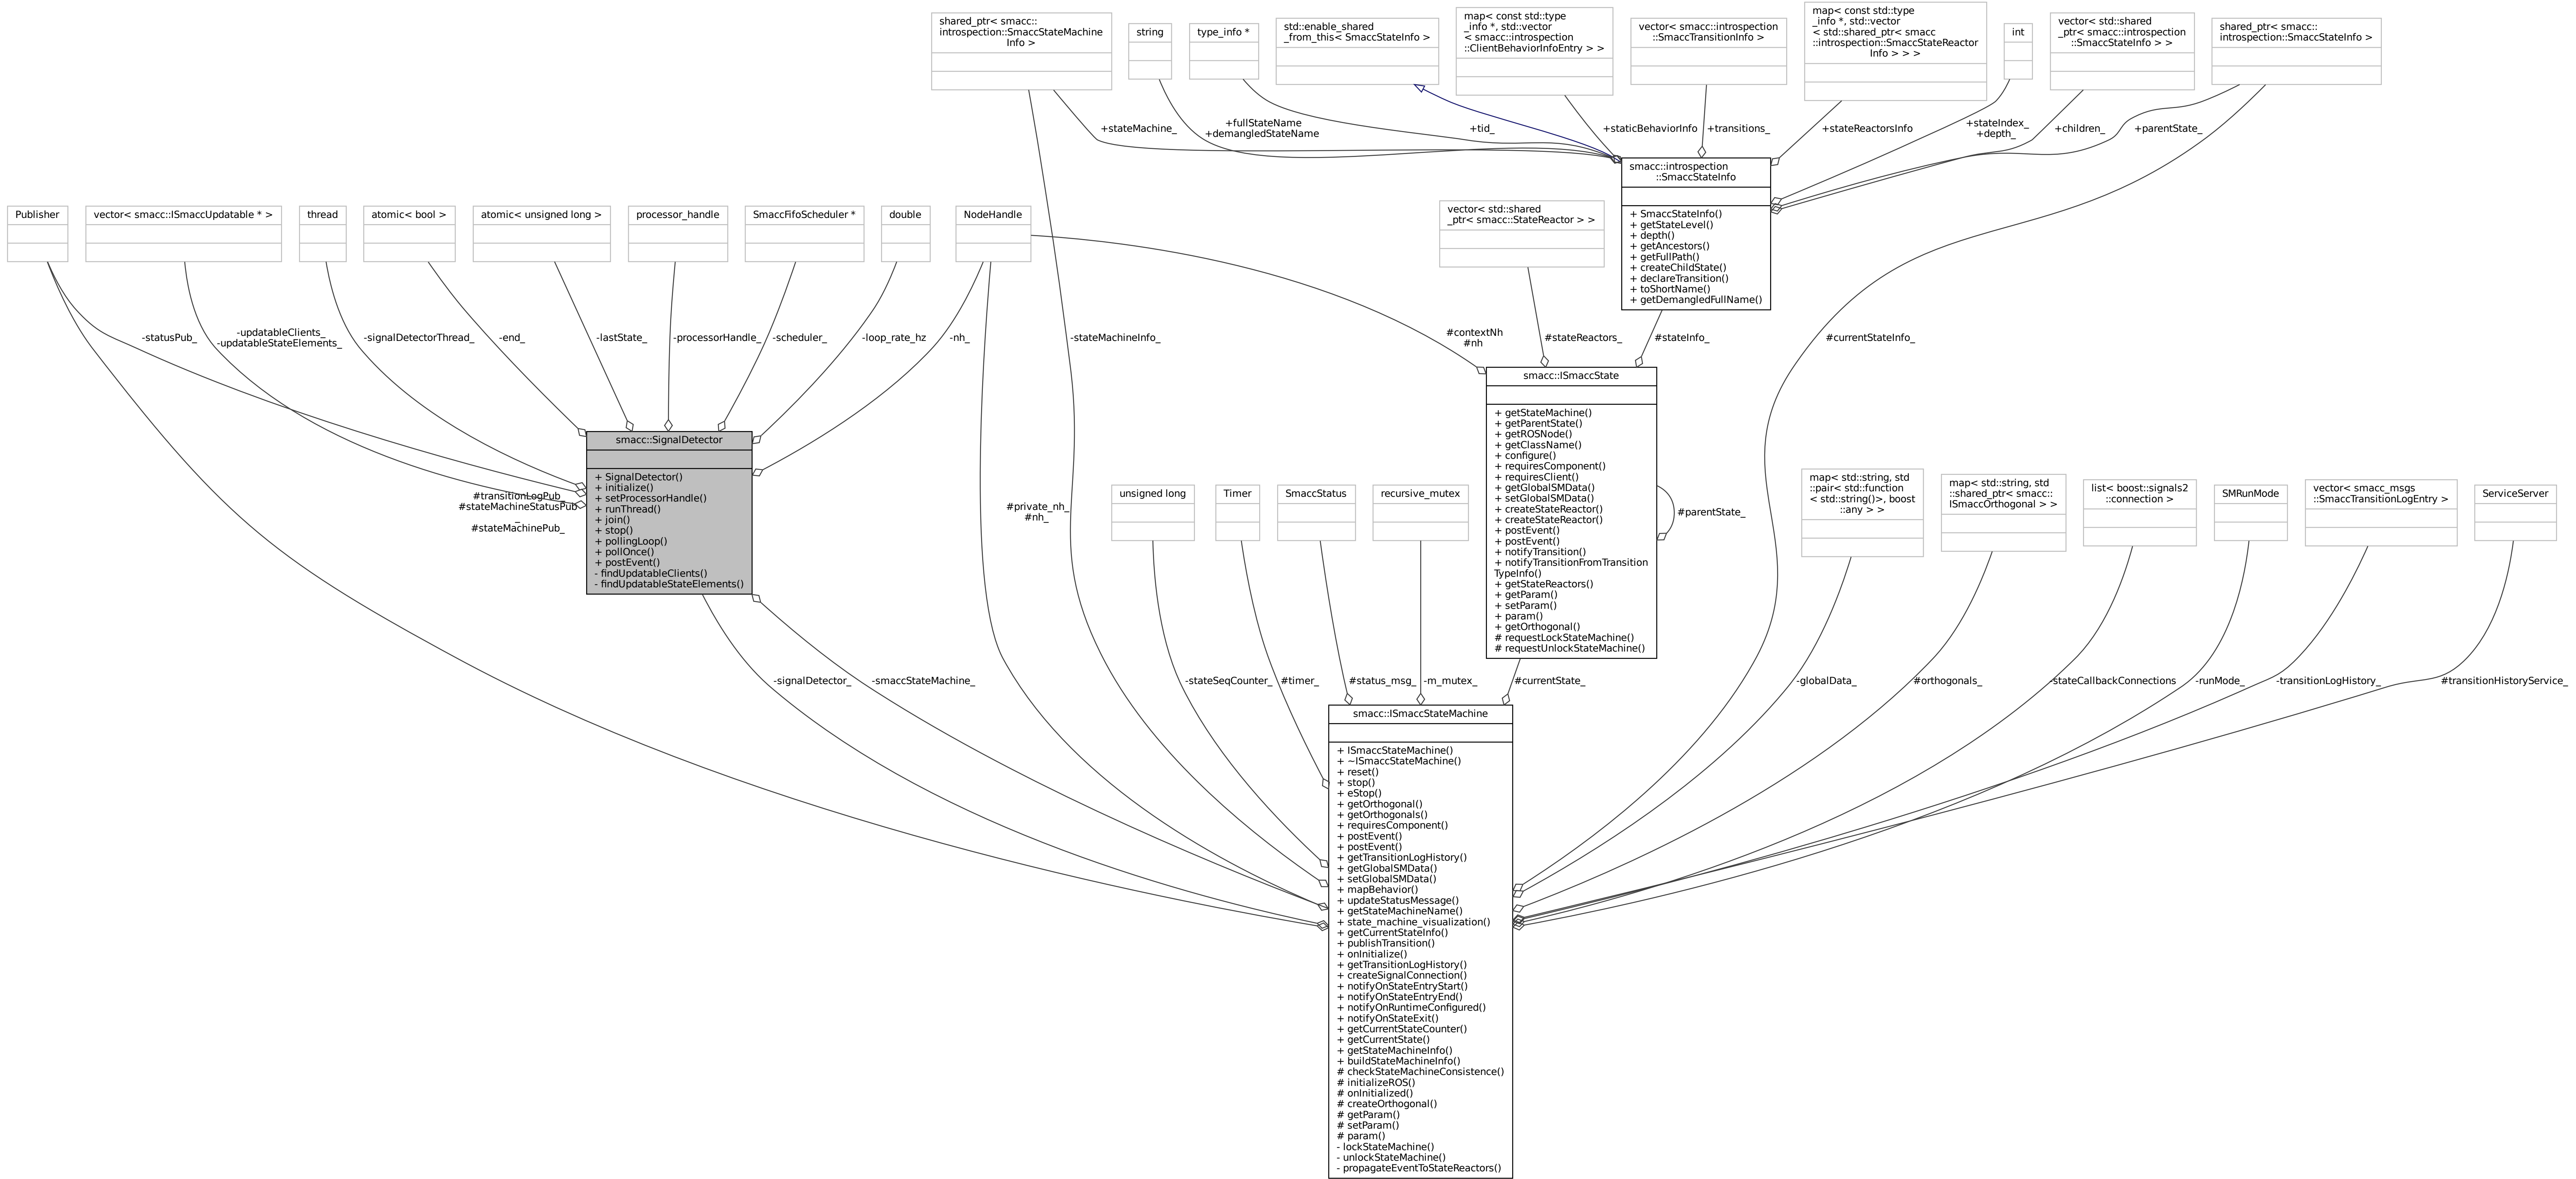 shared_ptr< smacc::
introspection::SmaccStateMachine
Info >
string
type_info *
std::enable_shared
_from_this< SmaccStateInfo >
map< const std::type
_info *, std::vector
< smacc::introspection
::ClientBehaviorInfoEntry > >
vector< smacc::introspection
::SmaccTransitionInfo >
map< const std::type
_info *, std::vector
< std::shared_ptr< smacc
::introspection::SmaccStateReactor
Info > > >
int
vector< std::shared
_ptr< smacc::introspection
::SmaccStateInfo > >
shared_ptr< smacc::
introspection::SmaccStateInfo >
+stateMachine_
+fullStateName
+demangledStateName
+tid_
+staticBehaviorInfo
+transitions_
+stateReactorsInfo
+stateIndex_
+depth_
+children_
+parentState_
smacc::introspection
::SmaccStateInfo
+ SmaccStateInfo()
+ getStateLevel()
+ depth()
+ getAncestors()
+ getFullPath()
+ createChildState()
+ declareTransition()
+ toShortName()
+ getDemangledFullName()
Publisher
vector< smacc::ISmaccUpdatable * >
thread
atomic< bool >
atomic< unsigned long >
processor_handle
SmaccFifoScheduler *
double
NodeHandle
vector< std::shared
_ptr< smacc::StateReactor > >
-statusPub_
-updatableClients_
-updatableStateElements_
-signalDetectorThread_
-end_
-lastState_
-processorHandle_
-scheduler_
-loop_rate_hz
-nh_
-stateMachineInfo_
#contextNh
#nh
#stateReactors_
#stateInfo_
#currentStateInfo_
smacc::SignalDetector
+ SignalDetector()
+ initialize()
+ setProcessorHandle()
+ runThread()
+ join()
+ stop()
+ pollingLoop()
+ pollOnce()
+ postEvent()
- findUpdatableClients()
- findUpdatableStateElements()
#transitionLogPub_
#stateMachineStatusPub
_
#stateMachinePub_
#private_nh_
#nh_
smacc::ISmaccState
+ getStateMachine()
+ getParentState()
+ getROSNode()
+ getClassName()
+ configure()
+ requiresComponent()
+ requiresClient()
+ getGlobalSMData()
+ setGlobalSMData()
+ createStateReactor()
+ createStateReactor()
+ postEvent()
+ postEvent()
+ notifyTransition()
+ notifyTransitionFromTransition
TypeInfo()
+ getStateReactors()
+ getParam()
+ setParam()
+ param()
+ getOrthogonal()
# requestLockStateMachine()
# requestUnlockStateMachine()
#parentState_
unsigned long
Timer
SmaccStatus
recursive_mutex
map< std::string, std
::pair< std::function
< std::string()>, boost
::any > >
map< std::string, std
::shared_ptr< smacc::
ISmaccOrthogonal > >
list< boost::signals2
::connection >
SMRunMode
vector< smacc_msgs
::SmaccTransitionLogEntry >
ServiceServer
-signalDetector_
-smaccStateMachine_
-stateSeqCounter_
#timer_
#status_msg_
-m_mutex_
#currentState_
-globalData_
#orthogonals_
-stateCallbackConnections
-runMode_
-transitionLogHistory_
#transitionHistoryService_
smacc::ISmaccStateMachine
+ ISmaccStateMachine()
+ ~ISmaccStateMachine()
+ reset()
+ stop()
+ eStop()
+ getOrthogonal()
+ getOrthogonals()
+ requiresComponent()
+ postEvent()
+ postEvent()
+ getTransitionLogHistory()
+ getGlobalSMData()
+ setGlobalSMData()
+ mapBehavior()
+ updateStatusMessage()
+ getStateMachineName()
+ state_machine_visualization()
+ getCurrentStateInfo()
+ publishTransition()
+ onInitialize()
+ getTransitionLogHistory()
+ createSignalConnection()
+ notifyOnStateEntryStart()
+ notifyOnStateEntryEnd()
+ notifyOnRuntimeConfigured()
+ notifyOnStateExit()
+ getCurrentStateCounter()
+ getCurrentState()
+ getStateMachineInfo()
+ buildStateMachineInfo()
# checkStateMachineConsistence()
# initializeROS()
# onInitialized()
# createOrthogonal()
# getParam()
# setParam()
# param()
- lockStateMachine()
- unlockStateMachine()
- propagateEventToStateReactors()